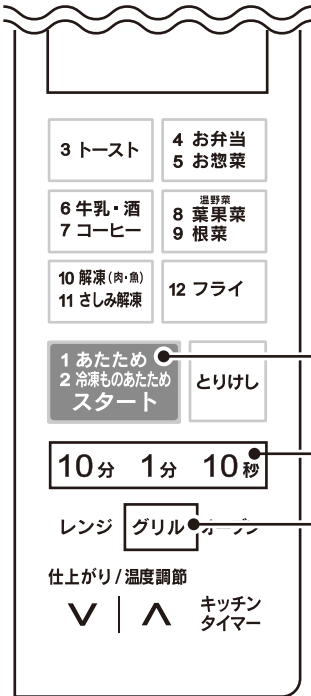 3 トースト
4 お弁当
5 お惣菜
6 牛乳・酒
7 コーヒー
温野菜
8 葉果菜
9 根菜
10 解凍(肉・魚)
11 さしみ解凍
12 フライ
1 あたため
2 冷凍ものあたため
スタート
とりけし
10分 1分 10秒
レンジ グリル オーブン
仕上がり/温度調節
キッチン
タイマー